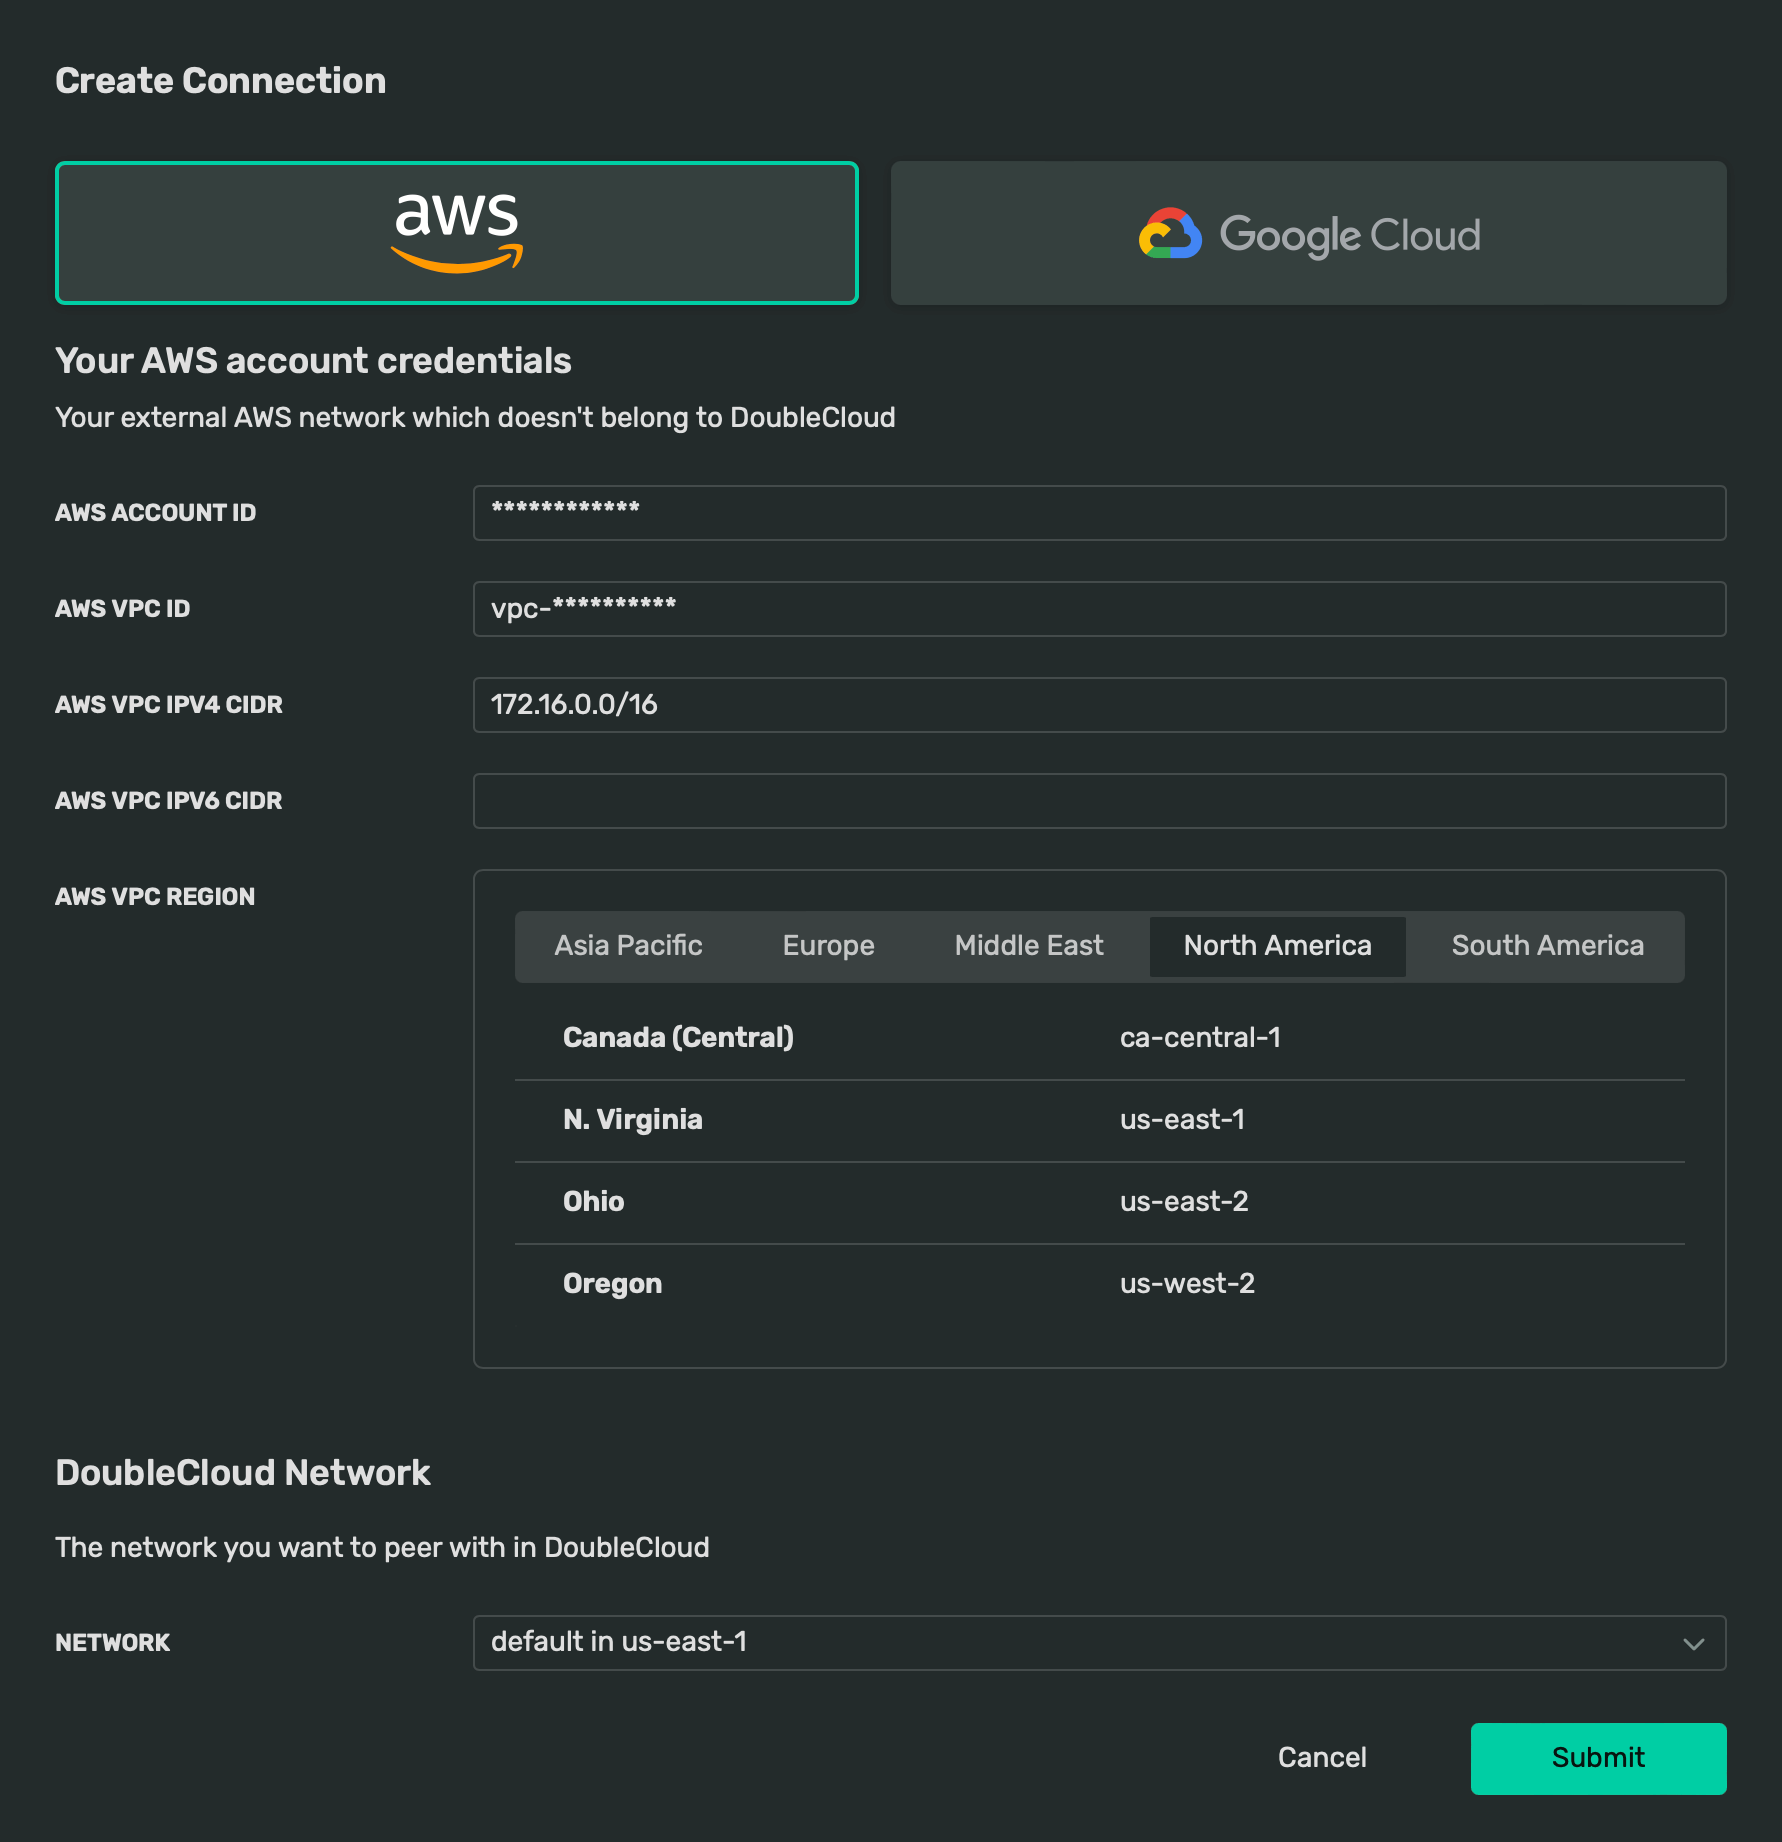 Create Connection
aws
Google Cloud
Your AWS account credentials
Your external AWS network which doesn't belong to DoubleCloud
AWS ACCOUNT ID
************
AWS VPC ID
vpc-**********
AWS VPC IPV4 CIDR
172.16.0.0/16
AWS VPC IPV6 CIDR
AWS VPC REGION
Asia Pacific Europe Middle East North America South America
Canada (Central) ca-central-1
N. Virginia us-east-1
Ohio us-east-2
Oregon us-west-2
DoubleCloud Network
The network you want to peer with in DoubleCloud
NETWORK
default in us-east-1
Cancel Submit